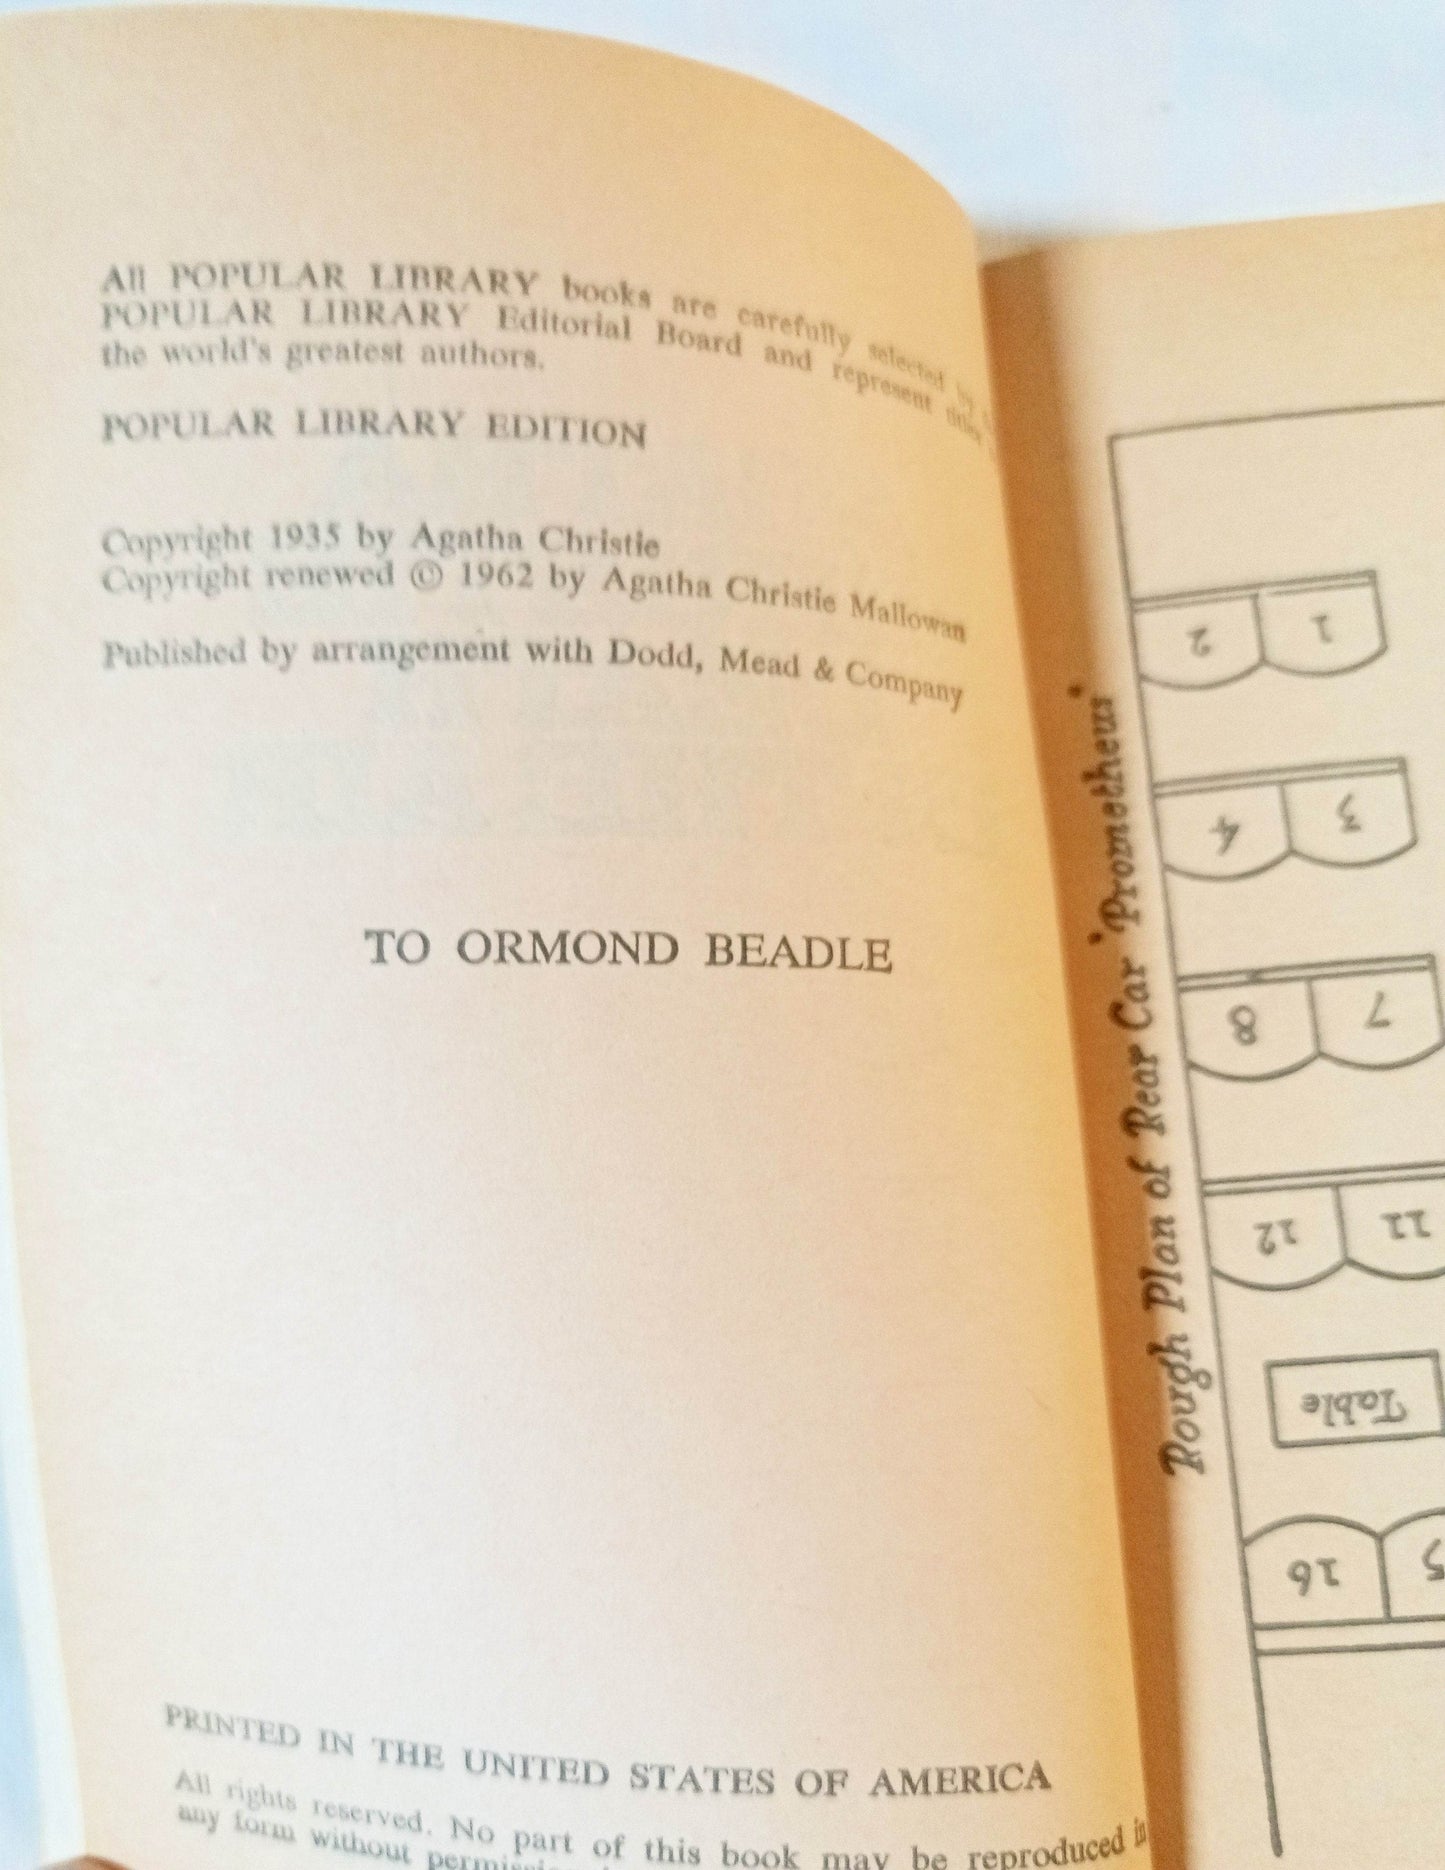 All POPULAR LIBRARY books are carefully selected by
POPULAR LIBRARY Editorial Board and represent titles
the world's greatest authors.
POPULAR LIBRARY EDITION
Copyright 1935 by Agatha Christie
Copyright renewed © 1962 by Agatha Christie Mallowan
Published by arrangement with Dodd, Mead & Company
TO ORMOND BEADLE
PRINTED IN THE UNITED STATES OF AMERICA
All rights reserved. No part of this book may be reproduced in
any form without
Rough Plan of Rear Car "Prometheus"
2 1
4 3
8 7
12 11
Table
16